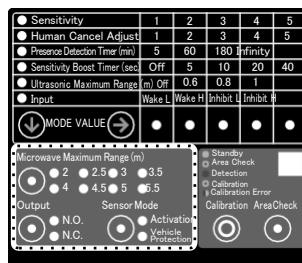 Sensitivity 1 2 3 4 5
Human Cancel Adjust 1 2 3 4 5
Presence Detection Timer (min) 5 60 180 Infinity
Sensitivity Boost Timer (sec) Off 5 10 20 40
Ultrasonic Maximum Range (m) Off 0.6 0.8 1
Input Wake L Wake H Inhibit L Inhibit H
MODE VALUE
Microwave Maximum Range (m)
2 2.5 3 3.5
4 4.5 5 5.5
Output Sensor Mode
N.O. Activation
N.C. Vehicle Protection
Standby
Area Check
Detection
Calibration
Calibration Error
Calibration AreaCheck